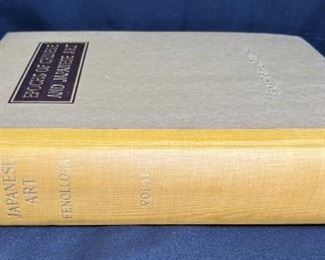 EPOCHS OF CHINESE
AND JAPANESE ART
JAPANESE
ART
FENOLLOSA
VOL. II